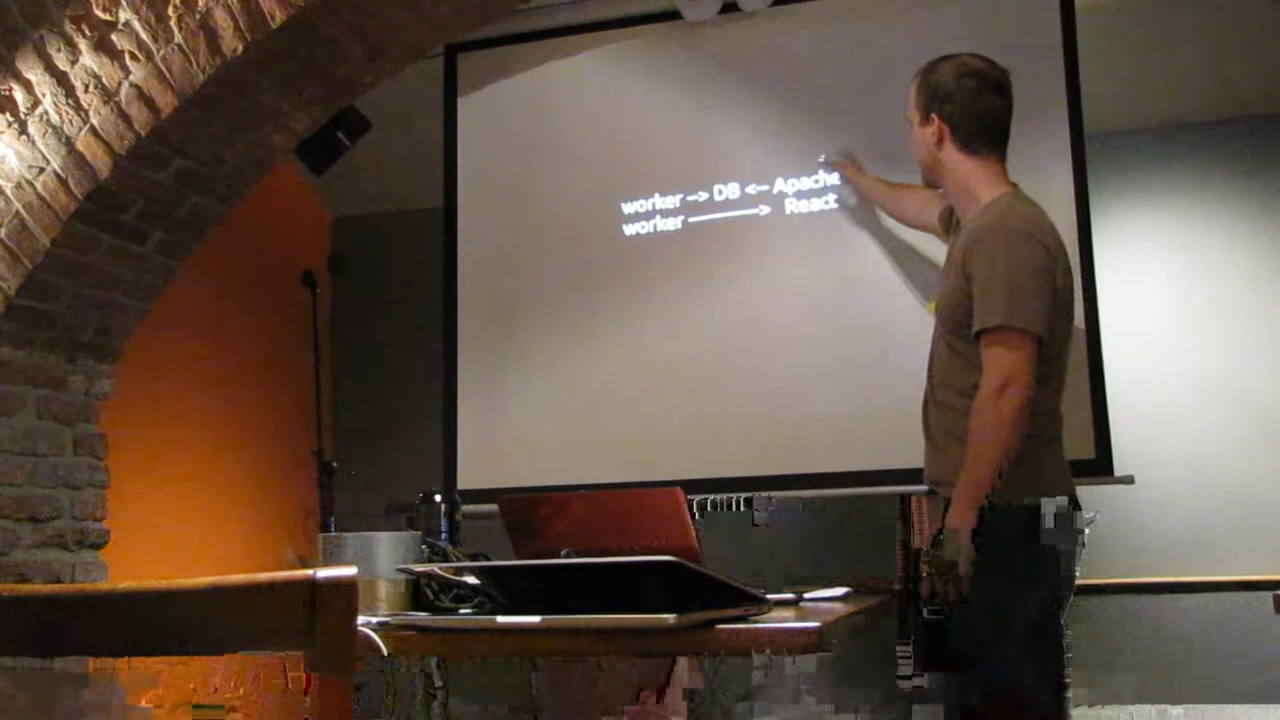 worker -> DB <- Apache
worker ———> React